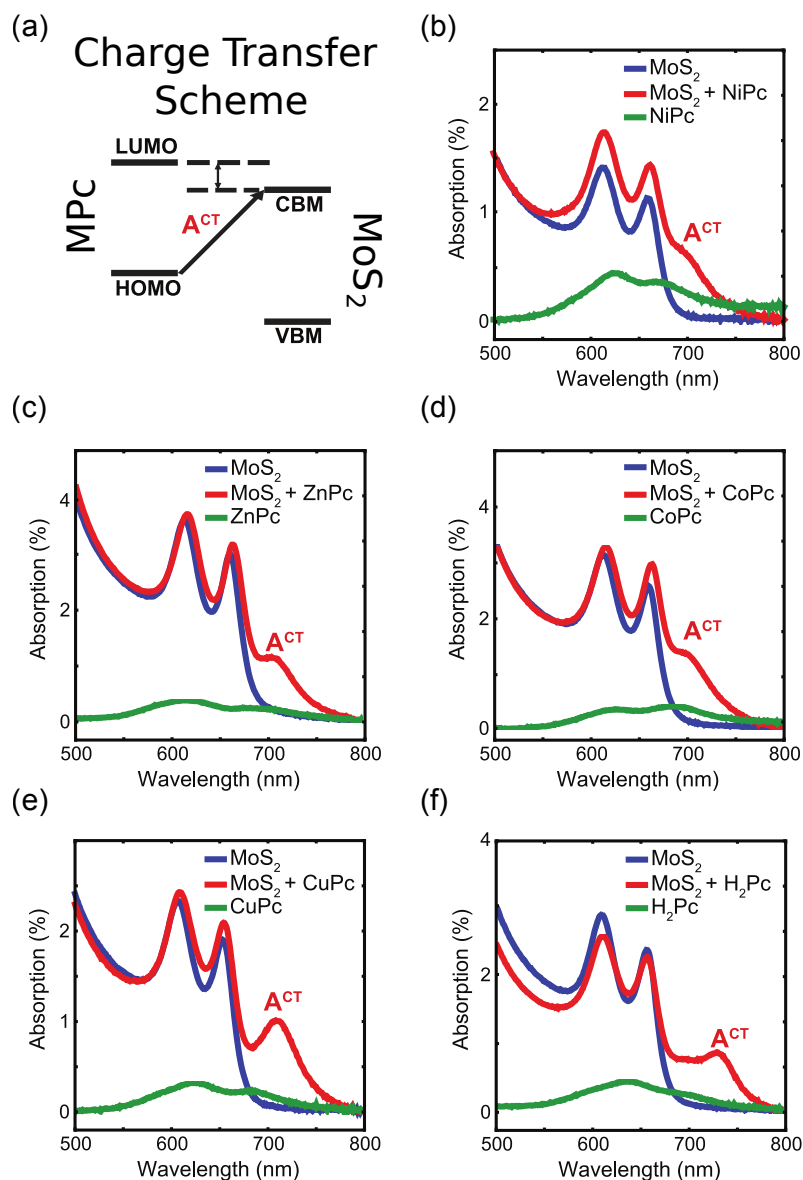 (a)
Charge Transfer
Scheme
LUMO
CBM
A^CT
MPc
MoS₂
HOMO
VBM
(b)
MoS₂
MoS₂ + NiPc
NiPc
A^CT
2
1
0
Absorption (%)
500 600 700 800
Wavelength (nm)
(c)
MoS₂
MoS₂ + ZnPc
ZnPc
A^CT
4
2
0
Absorption (%)
500 600 700 800
Wavelength (nm)
(d)
MoS₂
MoS₂ + CoPc
CoPc
A^CT
4
2
0
Absorption (%)
500 600 700 800
Wavelength (nm)
(e)
MoS₂
MoS₂ + CuPc
CuPc
A^CT
2
1
0
Absorption (%)
500 600 700 800
Wavelength (nm)
(f)
MoS₂
MoS₂ + H₂Pc
H₂Pc
A^CT
4
2
0
Absorption (%)
500 600 700 800
Wavelength (nm)